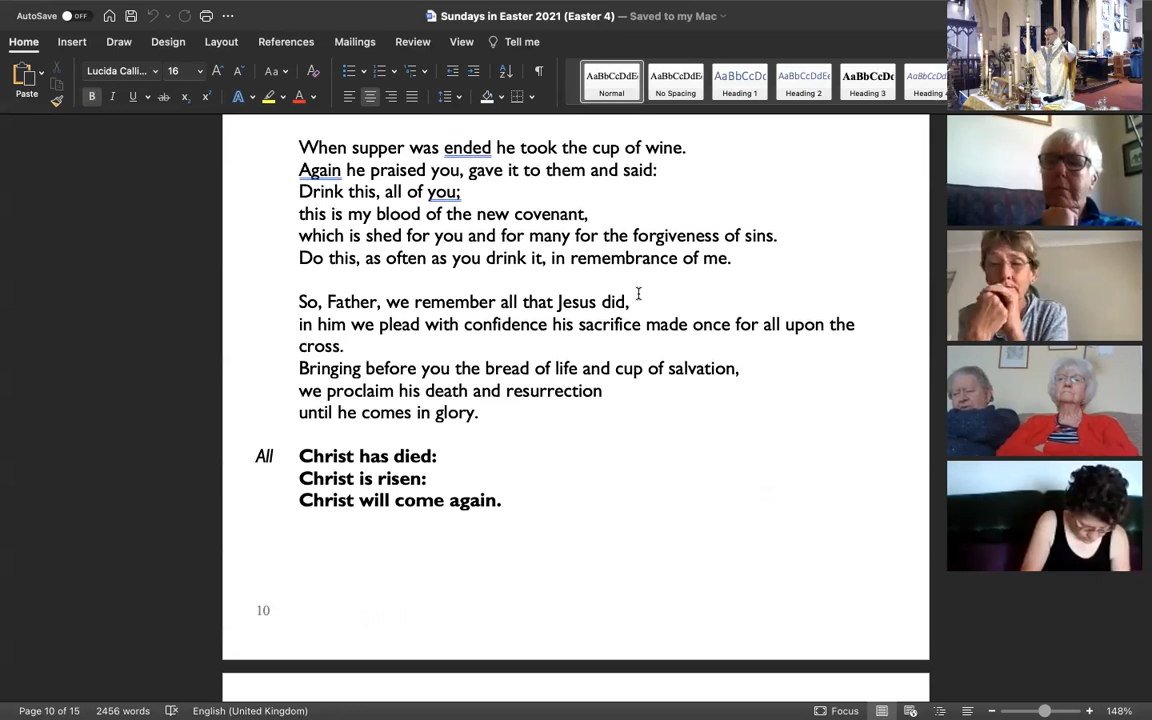 AutoSave OFF
Sundays in Easter 2021 (Easter 4) — Saved to my Mac
Home Insert Draw Design Layout References Mailings Review View Tell me
Paste
Lucida Calli... 16
AaBbCcDdEe AaBbCcDdEe AaBbCcDc AaBbCcDdEe AaBbCcDc AaBbCcDd
Normal No Spacing Heading 1 Heading 2 Heading 3 Heading
When supper was ended he took the cup of wine.
Again he praised you, gave it to them and said:
Drink this, all of you;
this is my blood of the new covenant,
which is shed for you and for many for the forgiveness of sins.
Do this, as often as you drink it, in remembrance of me.
So, Father, we remember all that Jesus did,
in him we plead with confidence his sacrifice made once for all upon the
cross.
Bringing before you the bread of life and cup of salvation,
we proclaim his death and resurrection
until he comes in glory.
All Christ has died:
Christ is risen:
Christ will come again.
10
Page 10 of 15 2456 words English (United Kingdom) Focus 148%